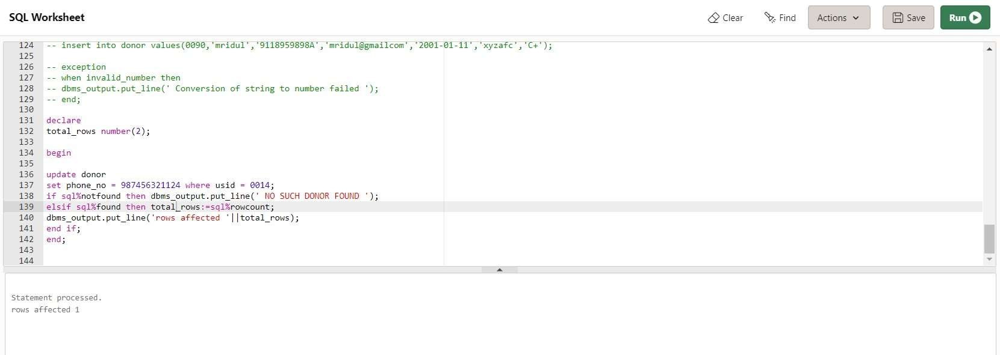 SQL Worksheet
Clear Find Actions Save Run
124 -- insert into donor values(0090,'mridul','9118959898A','mridul@gmailcom','2001-01-11','xyzafc','C+');
125
126 -- exception
127 -- when invalid_number then
128 -- dbms_output.put_line(' Conversion of string to number failed ');
129 -- end;
130
131 declare
132 total_rows number(2);
133
134 begin
135
136 update donor
137 set phone_no = 987456321124 where usid = 0014;
138 if sql%notfound then dbms_output.put_line(' NO SUCH DONOR FOUND ');
139 elsif sql%found then total_rows:=sql%rowcount;
140 dbms_output.put_line('rows affected '||total_rows);
141 end if;
142 end;
143
144
Statement processed.
rows affected 1